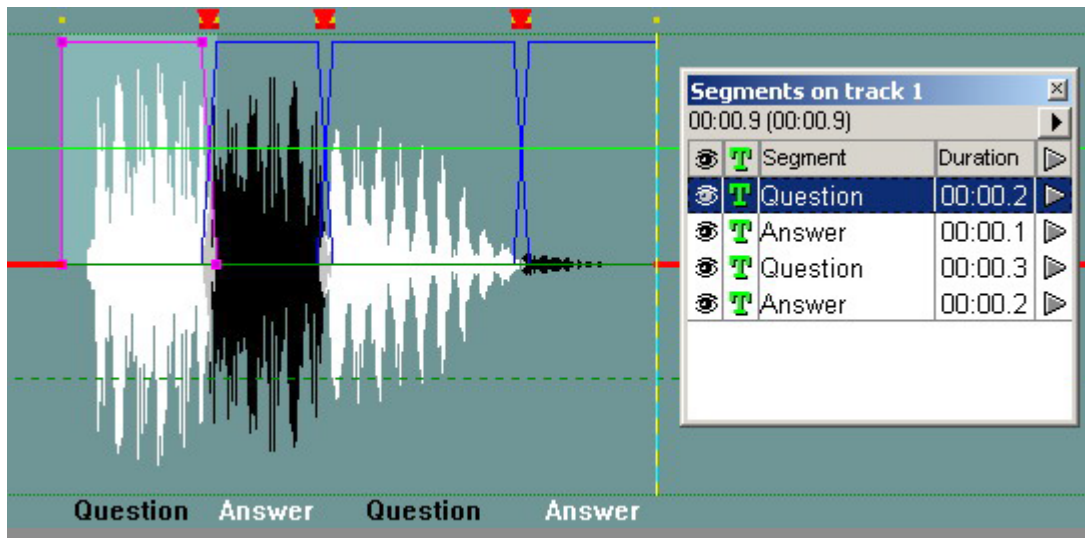 Segments on track 1
00:00.9 (00:00.9)
T Segment Duration
T Question 00:00.2
T Answer 00:00.1
T Question 00:00.3
T Answer 00:00.2
Question Answer Question Answer